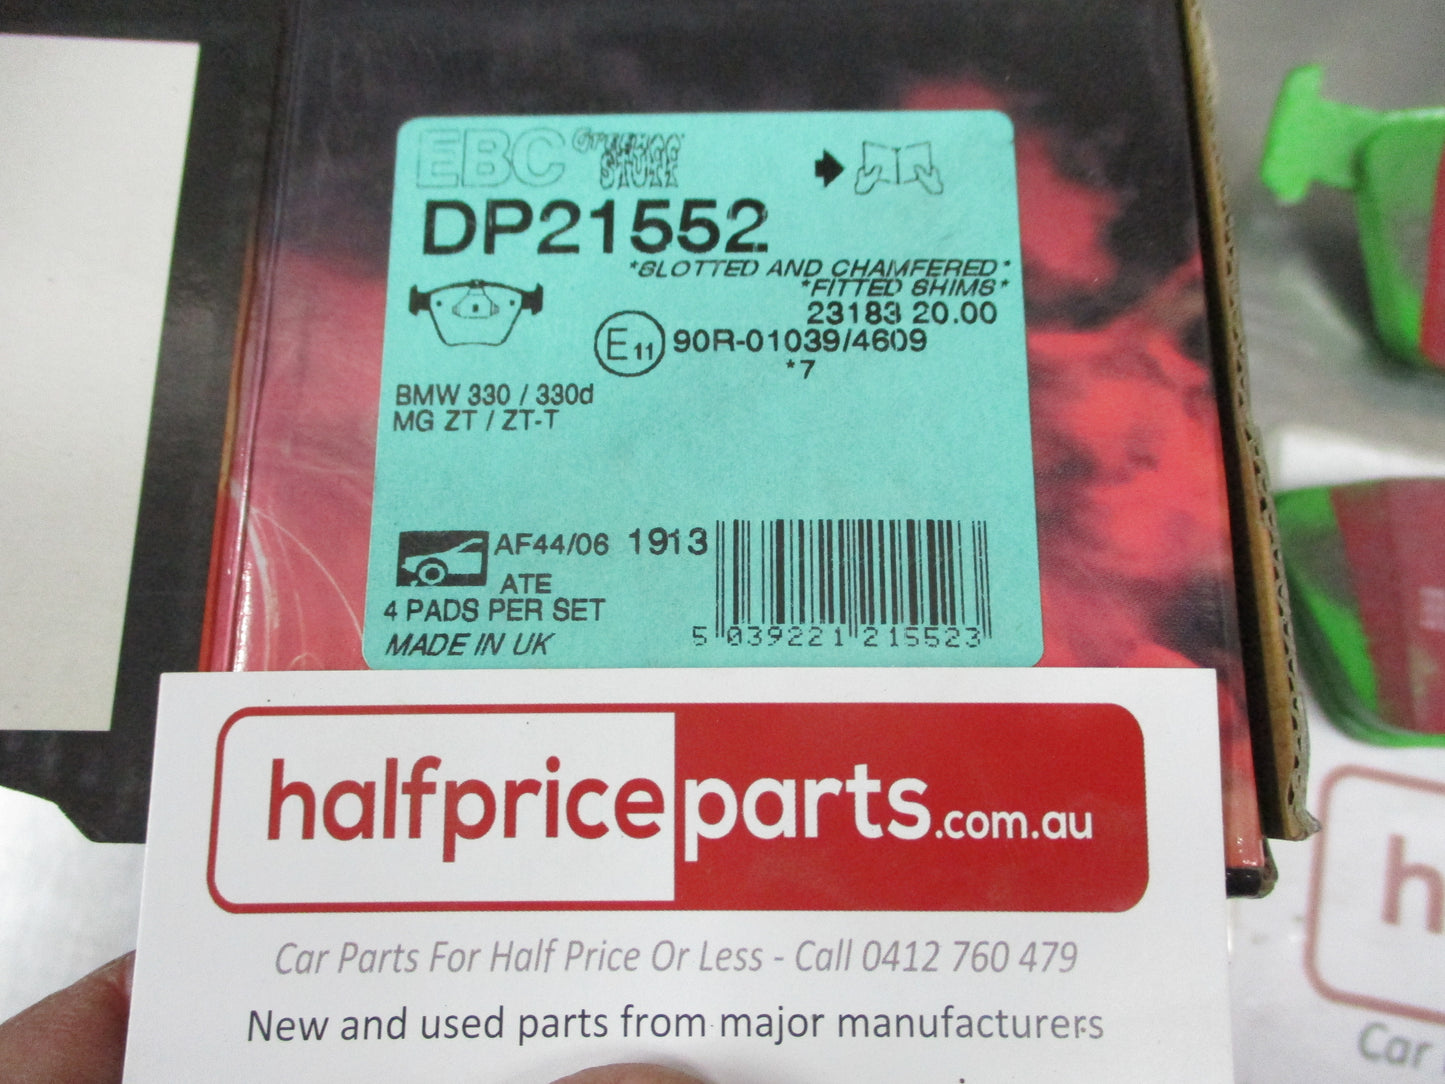 EBC Greenstuff
DP21552
*SLOTTED AND CHAMFERED*
*FITTED SHIMS*
23183 20.00
E11 90R-01039/4609
*7
BMW 330 / 330d
MG ZT / ZT-T
AF44/06 1913
ATE
4 PADS PER SET
MADE IN UK
5 039221 215523
halfpriceparts.com.au
Car Parts For Half Price Or Less - Call 0412 760 479
New and used parts from major manufacturers
h
Car